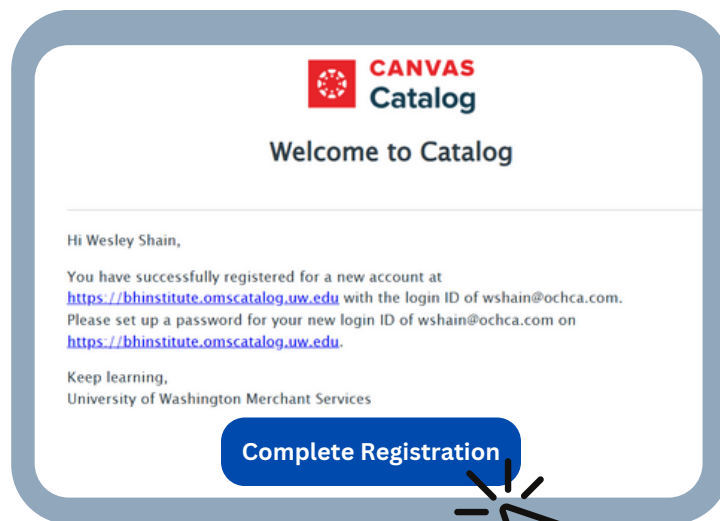 CANVAS
Catalog
Welcome to Catalog
Hi Wesley Shain,
You have successfully registered for a new account at
https://bhinstitute.omscatalog.uw.edu with the login ID of wshain@ochca.com.
Please set up a password for your new login ID of wshain@ochca.com on
https://bhinstitute.omscatalog.uw.edu.
Keep learning,
University of Washington Merchant Services
Complete Registration